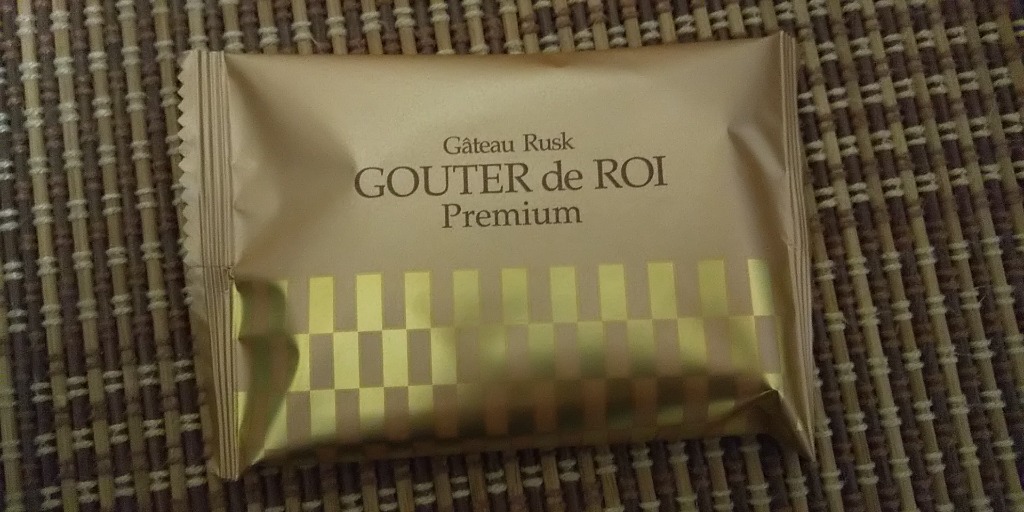 Gâteau Rusk
GOUTER de ROI
Premium